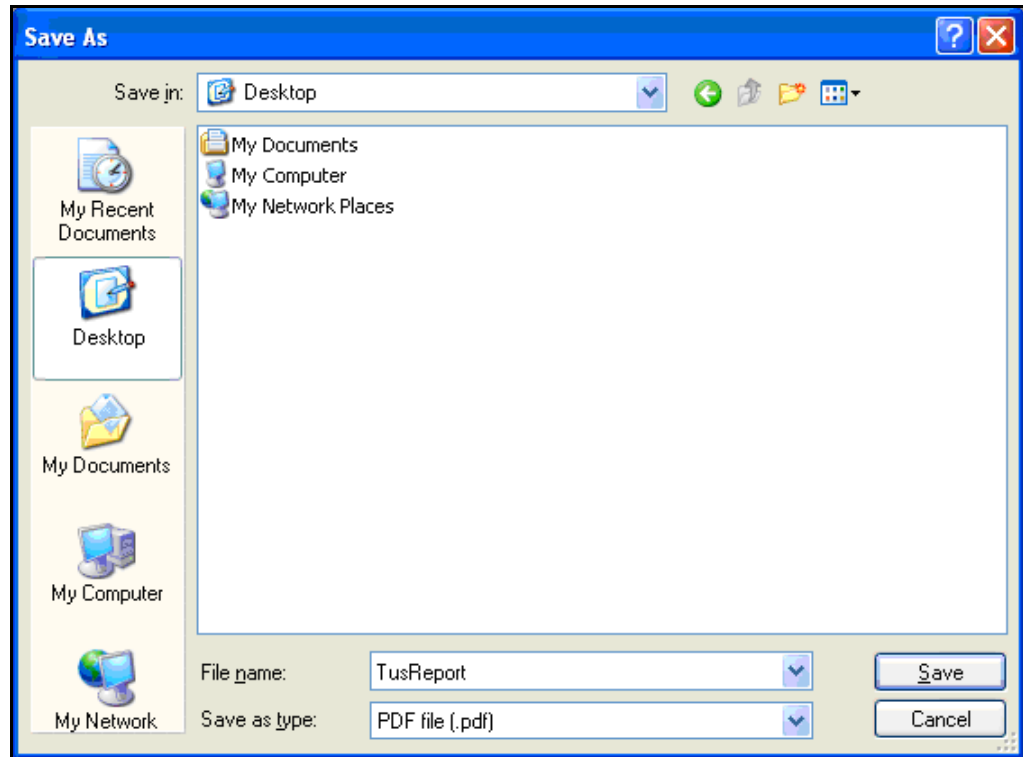 Save As
Save in:
Desktop
My Documents
My Computer
My Network Places
My Recent
Documents
Desktop
My Documents
My Computer
My Network
File name:
TusReport
Save
Save as type:
PDF file (.pdf)
Cancel